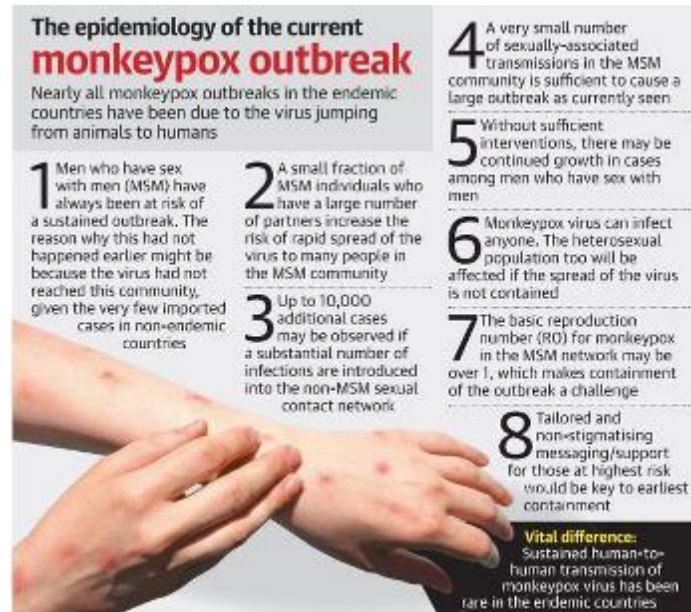 The epidemiology of the current
monkeypox outbreak
Nearly all monkeypox outbreaks in the endemic
countries have been due to the virus jumping
from animals to humans
1 Men who have sex
with men (MSM) have
always been at risk of
a sustained outbreak. The
reason why this had not
happened earlier might be
because the virus had not
reached this community,
given the very few imported
cases in non-endemic
countries
2 A small fraction of
MSM individuals who
have a large number
of partners increase the
risk of rapid spread of the
virus to many people in
the MSM community
3 Up to 10,000
additional cases
may be observed if
a substantial number of
infections are introduced
into the non-MSM sexual
contact network
4 A very small number
of sexually-associated
transmissions in the MSM
community is sufficient to cause a
large outbreak as currently seen
5 Without sufficient
interventions, there may be
continued growth in cases
among men who have sex with
men
6 Monkeypox virus can infect
anyone. The heterosexual
population too will be
affected if the spread of the virus
is not contained
7 The basic reproduction
number (RO) for monkeypox
in the MSM network may be
over 1, which makes containment
of the outbreak a challenge
8 Tailored and
non-stigmatising
messaging/support
for those at highest risk
would be key to earliest
containment
Vital difference:
Sustained human-to-
human transmission of
monkeypox virus has been
rare in the endemic countries